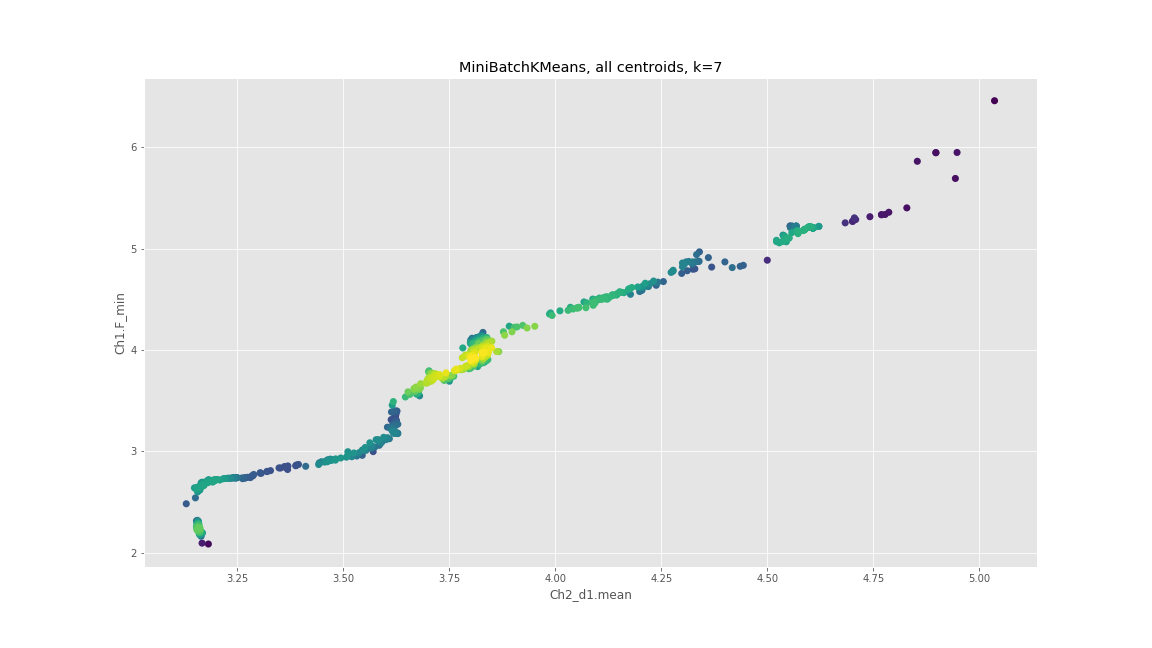 MiniBatchKMeans, all centroids, k=7
6
5
4
3
2
Ch1.F_min
3.25 3.50 3.75 4.00 4.25 4.50 4.75 5.00
Ch2_d1.mean